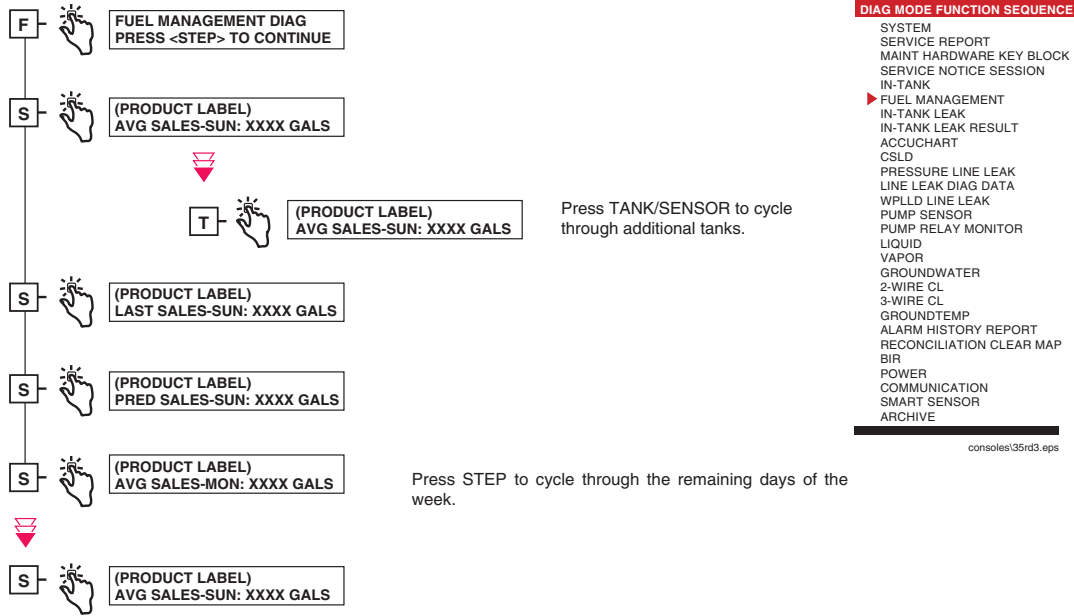 F
FUEL MANAGEMENT DIAG
PRESS <STEP> TO CONTINUE
S
(PRODUCT LABEL)
AVG SALES-SUN: XXXX GALS
T
(PRODUCT LABEL)
AVG SALES-SUN: XXXX GALS
Press TANK/SENSOR to cycle
through additional tanks.
S
(PRODUCT LABEL)
LAST SALES-SUN: XXXX GALS
S
(PRODUCT LABEL)
PRED SALES-SUN: XXXX GALS
S
(PRODUCT LABEL)
AVG SALES-MON: XXXX GALS
Press STEP to cycle through the remaining days of the
week.
S
(PRODUCT LABEL)
AVG SALES-SUN: XXXX GALS
DIAG MODE FUNCTION SEQUENCE
SYSTEM
SERVICE REPORT
MAINT HARDWARE KEY BLOCK
SERVICE NOTICE SESSION
IN-TANK
FUEL MANAGEMENT
IN-TANK LEAK
IN-TANK LEAK RESULT
ACCUCHART
CSLD
PRESSURE LINE LEAK
LINE LEAK DIAG DATA
WPLLD LINE LEAK
PUMP SENSOR
PUMP RELAY MONITOR
LIQUID
VAPOR
GROUNDWATER
2-WIRE CL
3-WIRE CL
GROUNDTEMP
ALARM HISTORY REPORT
RECONCILIATION CLEAR MAP
BIR
POWER
COMMUNICATION
SMART SENSOR
ARCHIVE
consoles\35rd3.eps